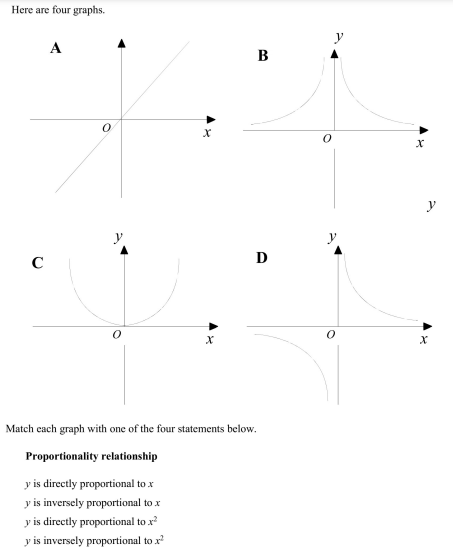 Here are four graphs.
A
O
x
B
y
O
x
y
C
y
O
x
D
y
O
x
Match each graph with one of the four statements below.
Proportionality relationship
y is directly proportional to x
y is inversely proportional to x
y is directly proportional to x²
y is inversely proportional to x²